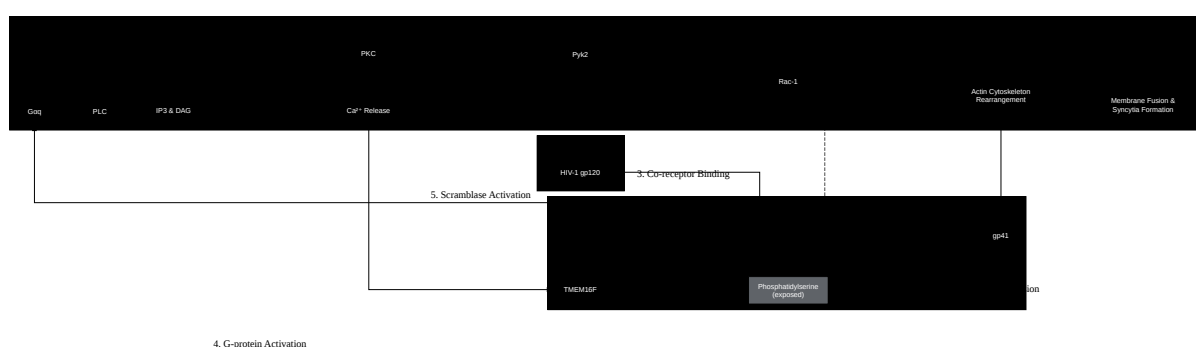 PKC
Pyk2
Rac-1
Actin Cytoskeleton
Rearrangement
Membrane Fusion &
Syncytia Formation
Gαq
PLC
IP3 & DAG
Ca²⁺ Release
HIV-1 gp120
3. Co-receptor Binding
5. Scramblase Activation
gp41
TMEM16F
Phosphatidylserine
(exposed)
ion
4. G-protein Activation